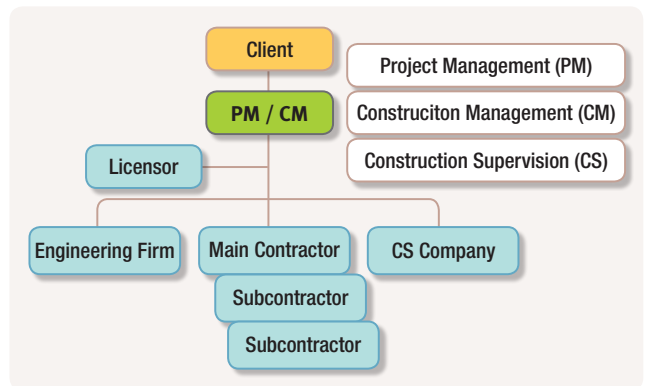 Client
Project Management (PM)
PM / CM
Construciton Management (CM)
Licensor
Construction Supervision (CS)
Engineering Firm
Main Contractor
CS Company
Subcontractor
Subcontractor